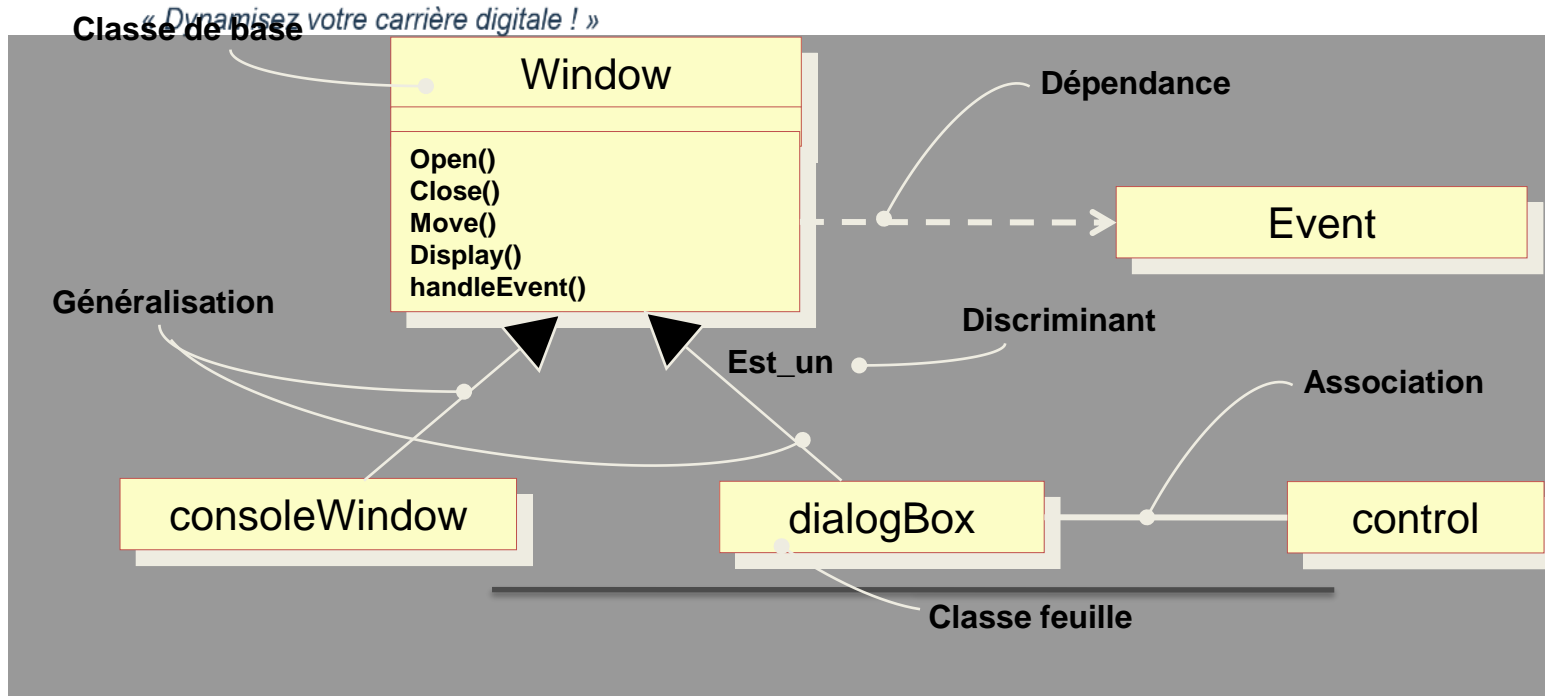 « Dynamisez votre carrière digitale ! »
Classe de base
Window
Dépendance
Open()
Close()
Move()
Display()
handleEvent()
Event
Généralisation
Discriminant
Est_un
Association
consoleWindow
dialogBox
control
Classe feuille